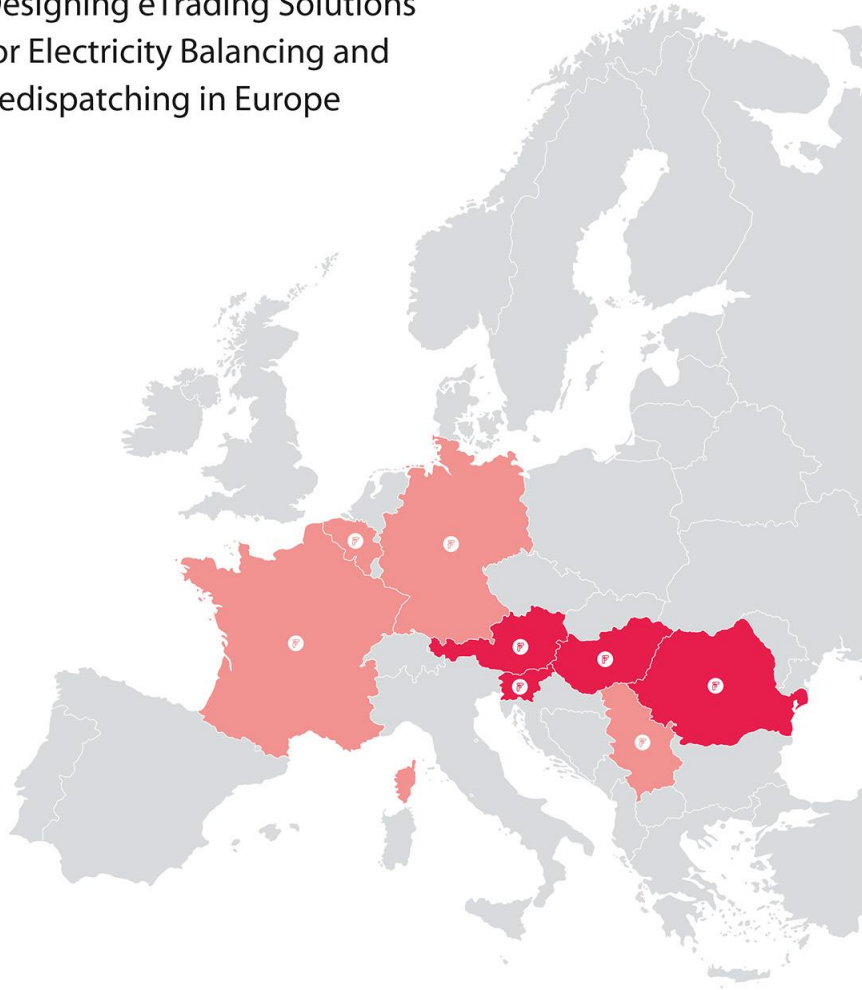 esigning eTrading Solutions
or Electricity Balancing and
edispatching in Europe